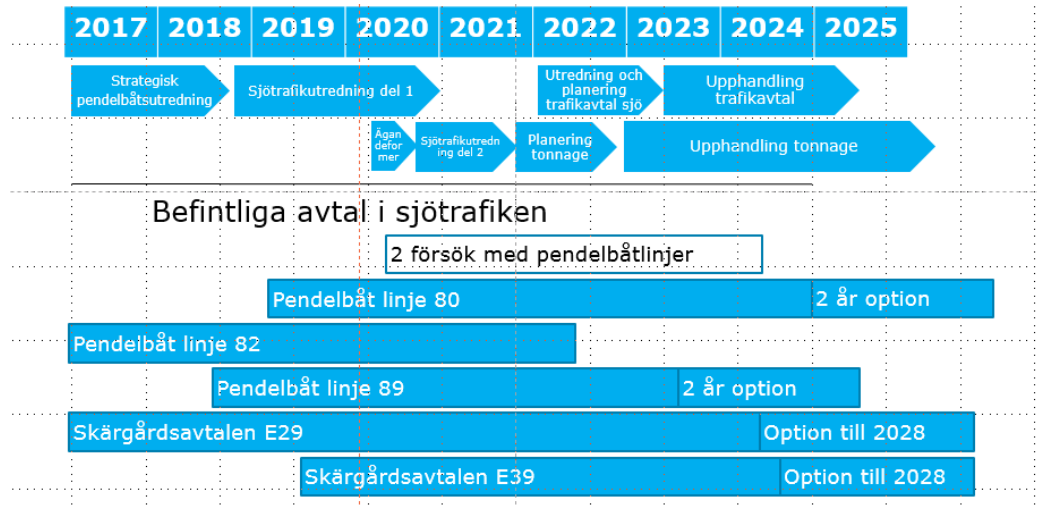 2017 2018 2019 2020 2021 2022 2023 2024 2025
Strategisk
pendelbåtsutredning
Sjötrafikutredning del 1
Utredning och
planering
trafikavtal sjö
Upphandling
trafikavtal
Ägan
defor
mer
Sjötrafikutredn
ing del 2
Planering
tonnage
Upphandling tonnage
Befintliga avtal i sjötrafiken
2 försök med pendelbåtlinjer
Pendelbåt linje 80 2 år option
Pendelbåt linje 82
Pendelbåt linje 89 2 år option
Skärgårdsavtalen E29 Option till 2028
Skärgårdsavtalen E39 Option till 2028